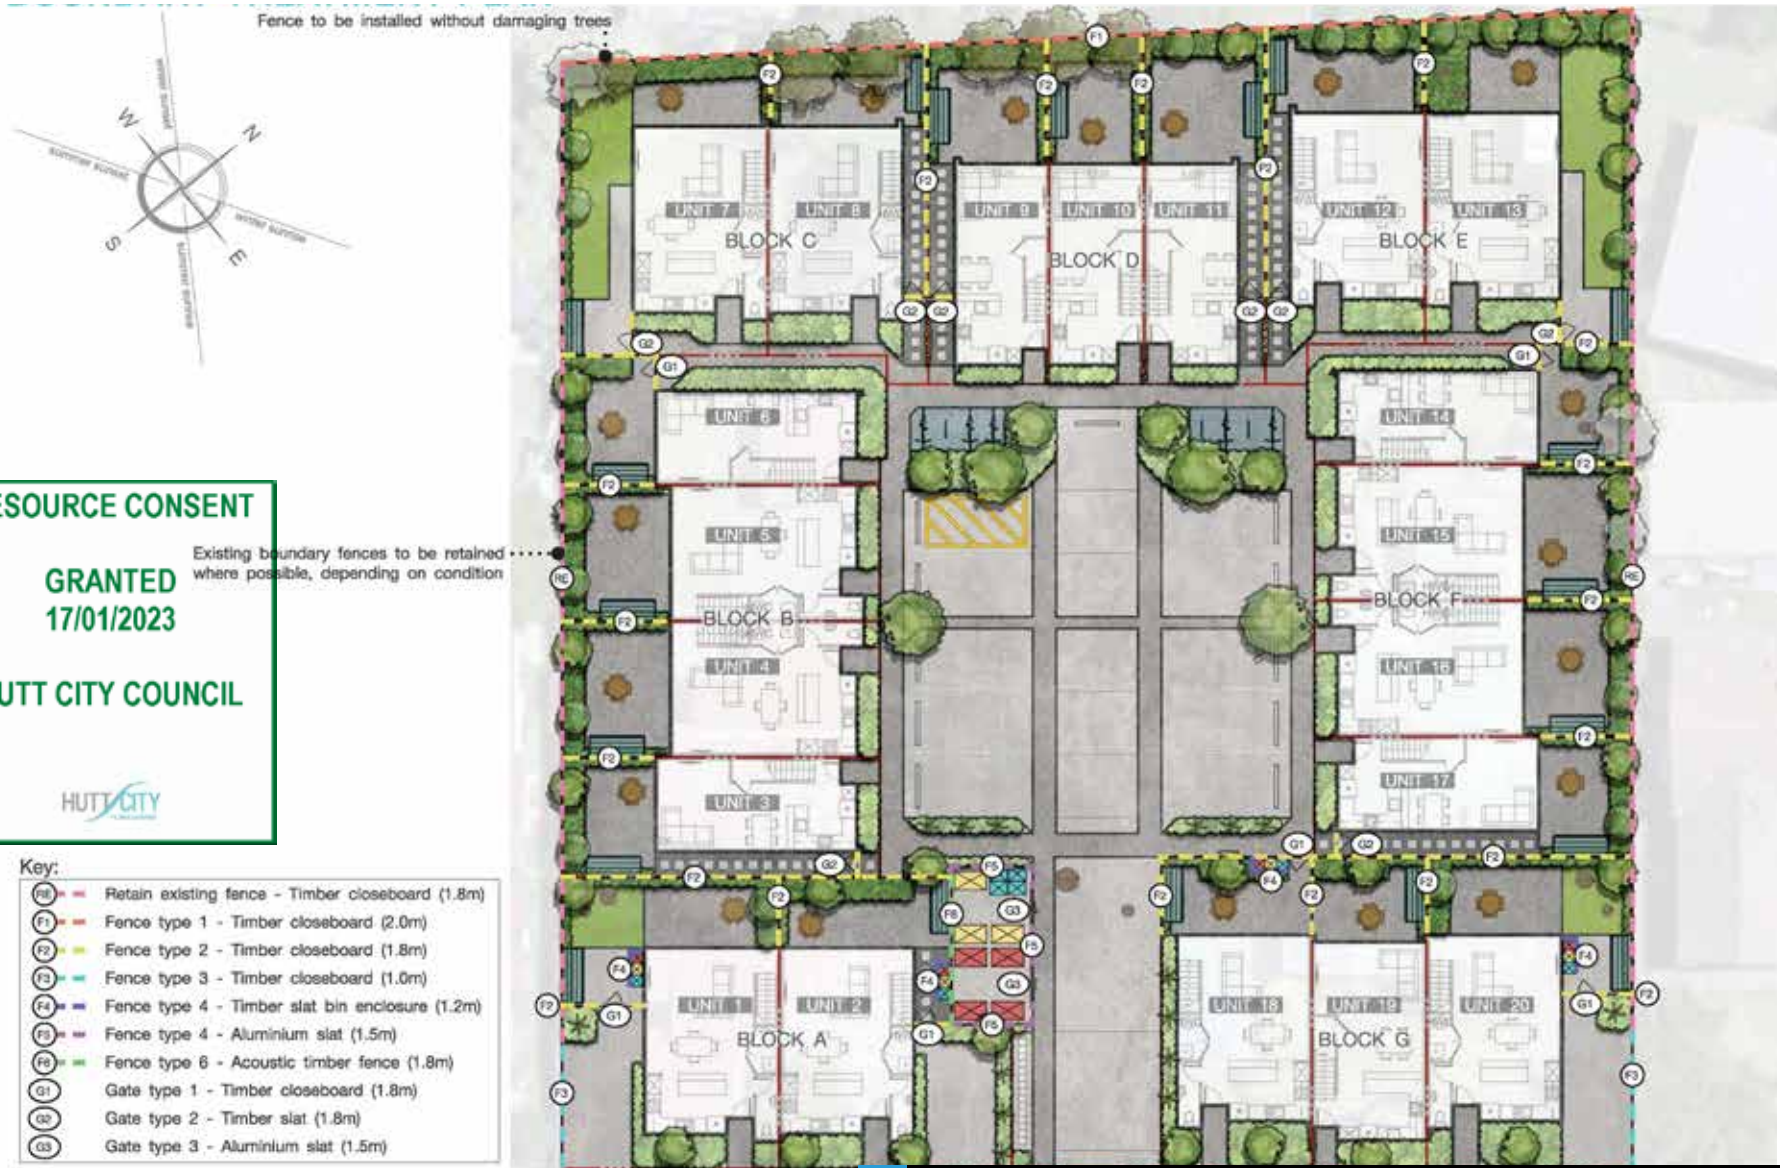 Fence to be installed without damaging trees
winter sunset
W
N
summer sunset
winter sunrise
S
E
summer sunrise
F1
F2
F2
F2
F2
F2
F2
UNIT 7
UNIT 8
BLOCK C
UNIT 9
UNIT 10
UNIT 11
BLOCK D
UNIT 12
UNIT 13
BLOCK E
G2
G2
G2
G2
G2
G1
G2
G1
F2
UNIT 6
UNIT 14
F2
F2
ESOURCE CONSENT
GRANTED
17/01/2023
UTT CITY COUNCIL
HUTT CITY
Existing boundary fences to be retained
where possible, depending on condition
RE
UNIT 5
BLOCK B
UNIT 4
F2
F2
UNIT 3
UNIT 15
BLOCK F
UNIT 16
F2
RE
F2
UNIT 17
G2
F2
F5
G1
G2
F2
F4
F2
F6
G3
F2
F2
F2
F5
F4
F4
F4
G3
F2
G1
G1
F5
G1
F2
UNIT 1
UNIT 2
BLOCK A
UNIT 18
UNIT 19
UNIT 20
BLOCK G
F3
F3
Key:
RE Retain existing fence - Timber closeboard (1.8m)
F1 Fence type 1 - Timber closeboard (2.0m)
F2 Fence type 2 - Timber closeboard (1.8m)
F3 Fence type 3 - Timber closeboard (1.0m)
F4 Fence type 4 - Timber slat bin enclosure (1.2m)
F5 Fence type 4 - Aluminium slat (1.5m)
F6 Fence type 6 - Acoustic timber fence (1.8m)
G1 Gate type 1 - Timber closeboard (1.8m)
G2 Gate type 2 - Timber slat (1.8m)
G3 Gate type 3 - Aluminium slat (1.5m)